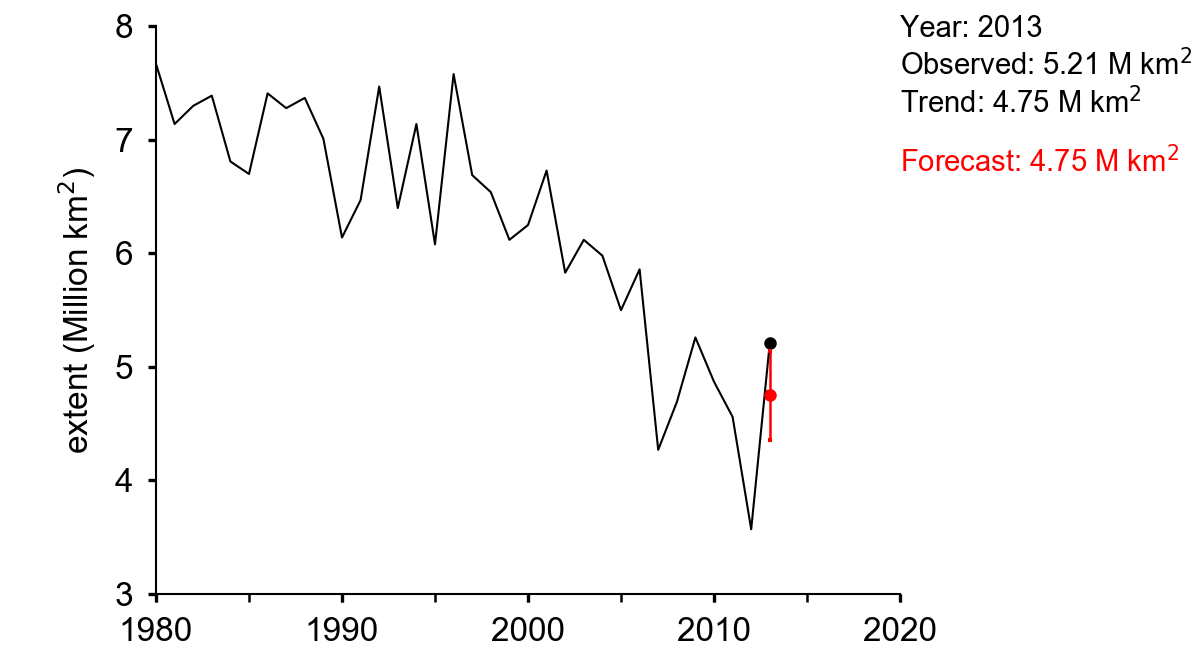 Year: 2013
Observed: 5.21 M km²
Trend: 4.75 M km²
Forecast: 4.75 M km²
extent (Million km²)
8
7
6
5
4
3
1980 1990 2000 2010 2020